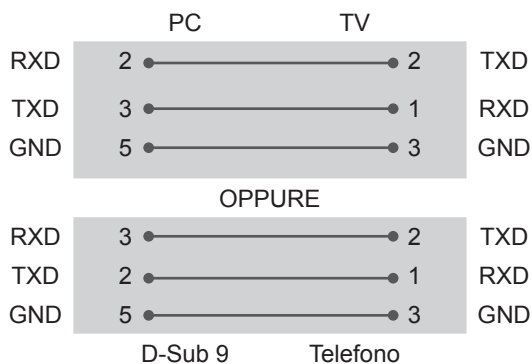 PC TV
RXD 2 2 TXD
TXD 3 1 RXD
GND 5 3 GND
OPPURE
RXD 3 2 TXD
TXD 2 1 RXD
GND 5 3 GND
D-Sub 9 Telefono